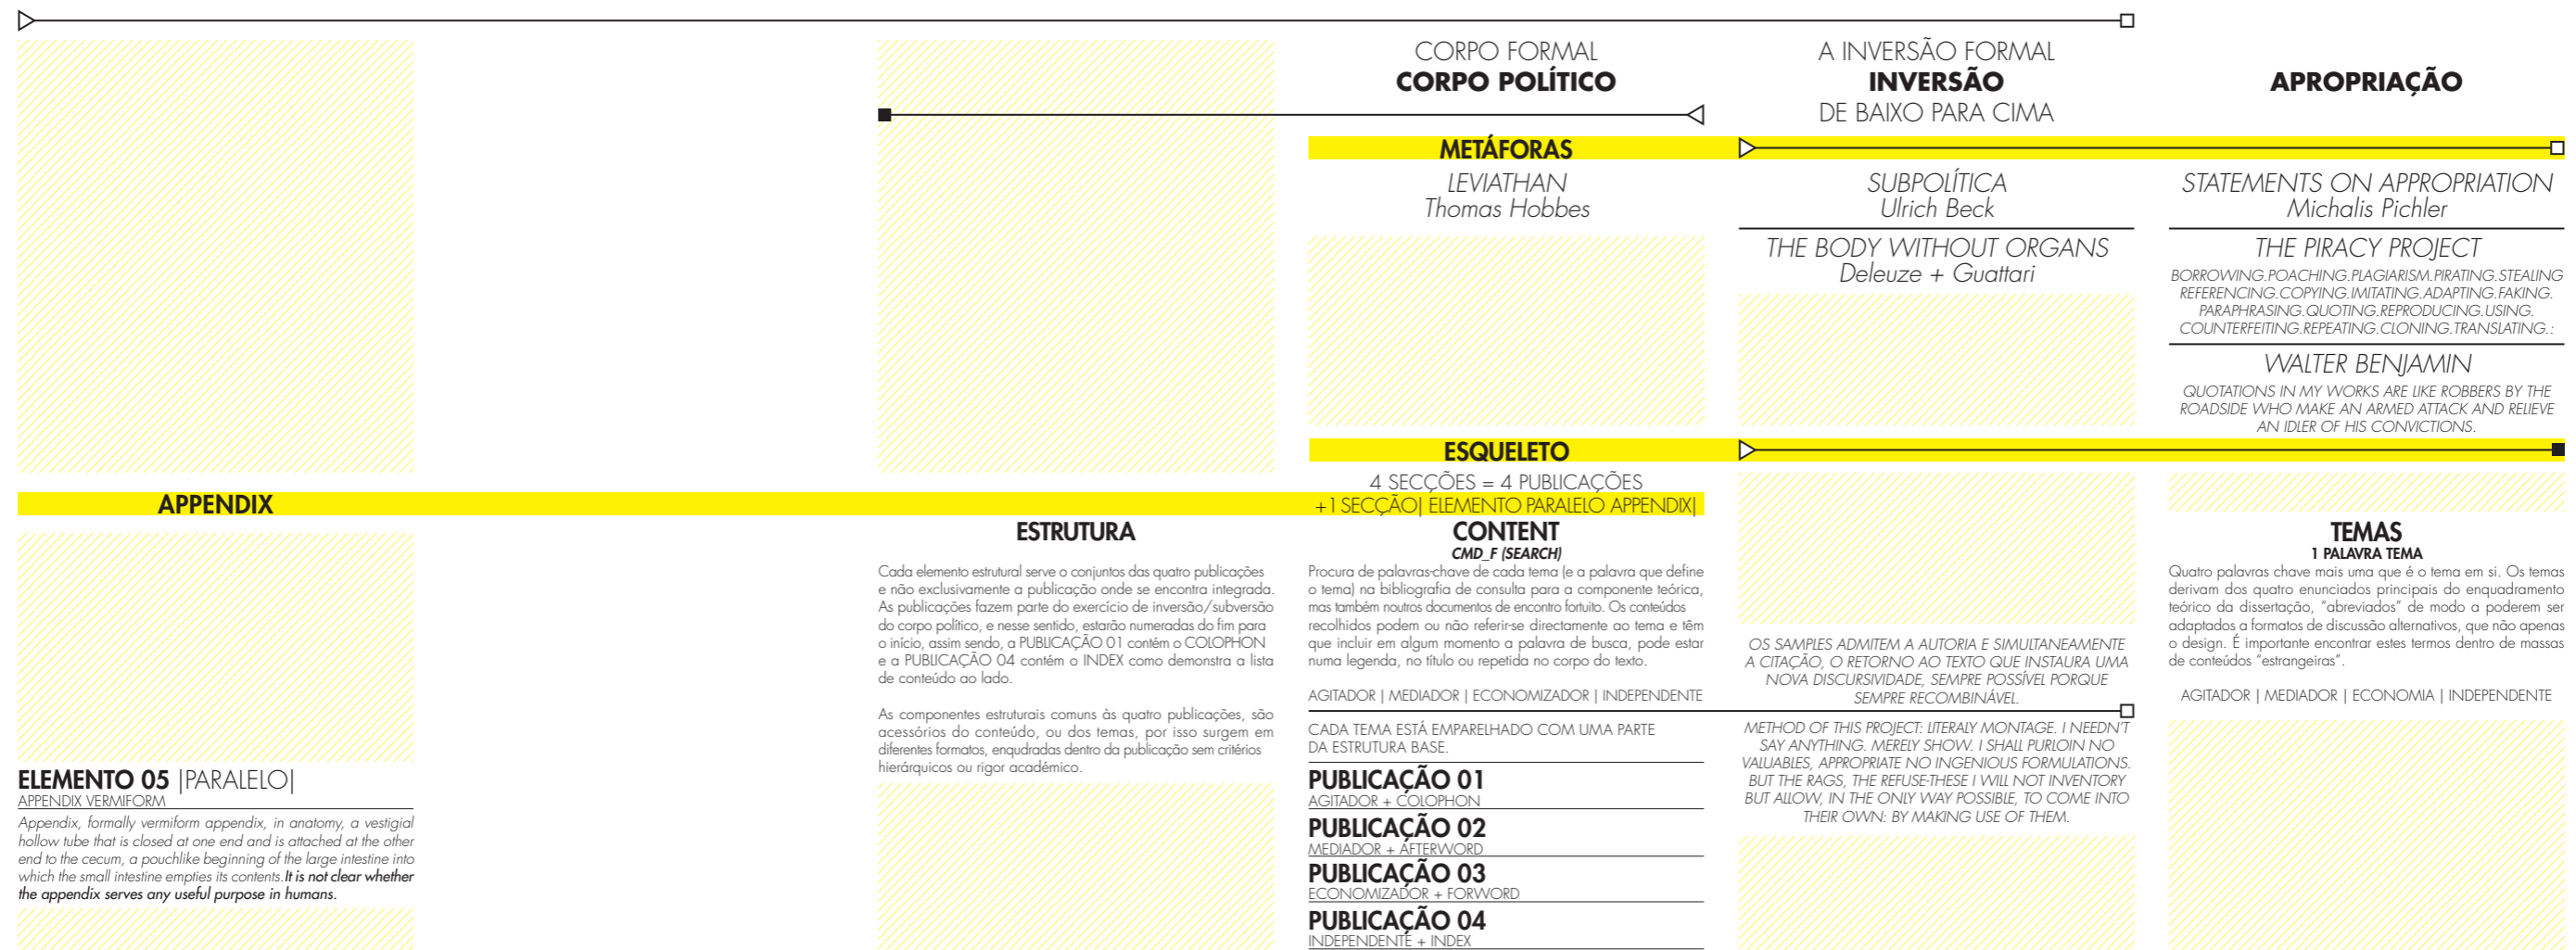 CORPO FORMAL
CORPO POLÍTICO
A INVERSÃO FORMAL
INVERSÃO
DE BAIXO PARA CIMA
APROPRIAÇÃO
METÁFORAS
LEVIATHAN
Thomas Hobbes
SUBPOLÍTICA
Ulrich Beck
THE BODY WITHOUT ORGANS
Deleuze + Guattari
STATEMENTS ON APPROPRIATION
Michalis Pichler
THE PIRACY PROJECT
BORROWING.POACHING.PLAGIARISM.PIRATING.STEALING
REFERENCING.COPYING.IMITATING.ADAPTING.FAKING.
PARAPHRASING.QUOTING.REPRODUCING.USING.
COUNTERFEITING.REPEATING.CLONING.TRANSLATING.:
WALTER BENJAMIN
QUOTATIONS IN MY WORKS ARE LIKE ROBBERS BY THE
ROADSIDE WHO MAKE AN ARMED ATTACK AND RELIEVE
AN IDLER OF HIS CONVICTIONS.
ESQUELETO
4 SECÇÕES = 4 PUBLICAÇÕES
+1 SECÇÃO| ELEMENTO PARALELO APPENDIX|
APPENDIX
ELEMENTO 05 |PARALELO|
APPENDIX VERMIFORM
Appendix, formally vermiform appendix, in anatomy, a vestigial
hollow tube that is closed at one end and is attached at the other
end to the cecum, a pouchlike beginning of the large intestine into
which the small intestine empties its contents.It is not clear whether
the appendix serves any useful purpose in humans.
ESTRUTURA
Cada elemento estrutural serve o conjuntos das quatro publicações
e não exclusivamente a publicação onde se encontra integrada.
As publicações fazem parte do exercício de inversão/subversão
do corpo político, e nesse sentido, estarão numeradas do fim para
o início, assim sendo, a PUBLICAÇÃO 01 contém o COLOPHON
e a PUBLICAÇÃO 04 contém o INDEX como demonstra a lista
de conteúdo ao lado.
As componentes estruturais comuns às quatro publicações, são
acessórios do conteúdo, ou dos temas, por isso surgem em
diferentes formatos, enqudradas dentro da publicação sem critérios
hierárquicos ou rigor académico.
CONTENT
CMD_F (SEARCH)
Procura de palavras-chave de cada tema (e a palavra que define
o tema) na bibliografia de consulta para a componente teórica,
mas também noutros documentos de encontro fortuito. Os conteúdos
recolhidos podem ou não referir-se directamente ao tema e têm
que incluir em algum momento a palavra de busca, pode estar
numa legenda, no título ou repetida no corpo do texto.
AGITADOR | MEDIADOR | ECONOMIZADOR | INDEPENDENTE
CADA TEMA ESTÁ EMPARELHADO COM UMA PARTE
DA ESTRUTURA BASE.
PUBLICAÇÃO 01
AGITADOR + COLOPHON
PUBLICAÇÃO 02
MEDIADOR + AFTERWORD
PUBLICAÇÃO 03
ECONOMIZADOR + FORWORD
PUBLICAÇÃO 04
INDEPENDENTE + INDEX
OS SAMPLES ADMITEM A AUTORIA E SIMULTANEAMENTE
A CITAÇÃO, O RETORNO AO TEXTO QUE INSTAURA UMA
NOVA DISCURSIVIDADE, SEMPRE POSSÍVEL PORQUE
SEMPRE RECOMBINÁVEL.
METHOD OF THIS PROJECT: LITERALY MONTAGE. I NEEDN'T
SAY ANYTHING. MERELY SHOW. I SHALL PURLOIN NO
VALUABLES, APPROPRIATE NO INGENIOUS FORMULATIONS.
BUT THE RAGS, THE REFUSE-THESE I WILL NOT INVENTORY
BUT ALLOW, IN THE ONLY WAY POSSIBLE, TO COME INTO
THEIR OWN: BY MAKING USE OF THEM.
TEMAS
1 PALAVRA TEMA
Quatro palavras chave mais uma que é o tema em si. Os temas
derivam dos quatro enunciados principais do enquadramento
teórico da dissertação, "abreviados" de modo a poderem ser
adaptados a formatos de discussão alternativos, que não apenas
o design. É importante encontrar estes termos dentro de massas
de conteúdos "estrangeiras".
AGITADOR | MEDIADOR | ECONOMIA | INDEPENDENTE